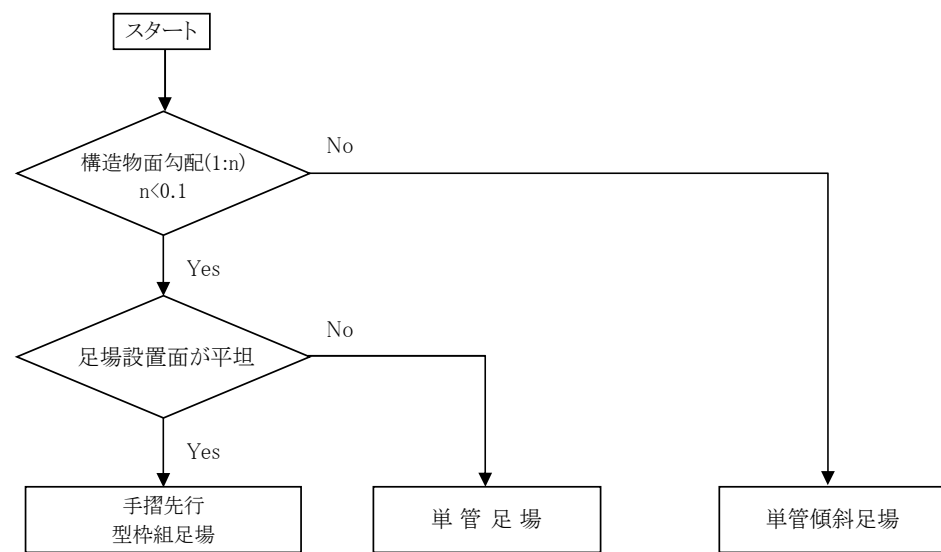 スタート
構造物面勾配(1:n)
n<0.1
No
Yes
足場設置面が平坦
No
Yes
手摺先行
型枠組足場
単 管 足 場
単管傾斜足場